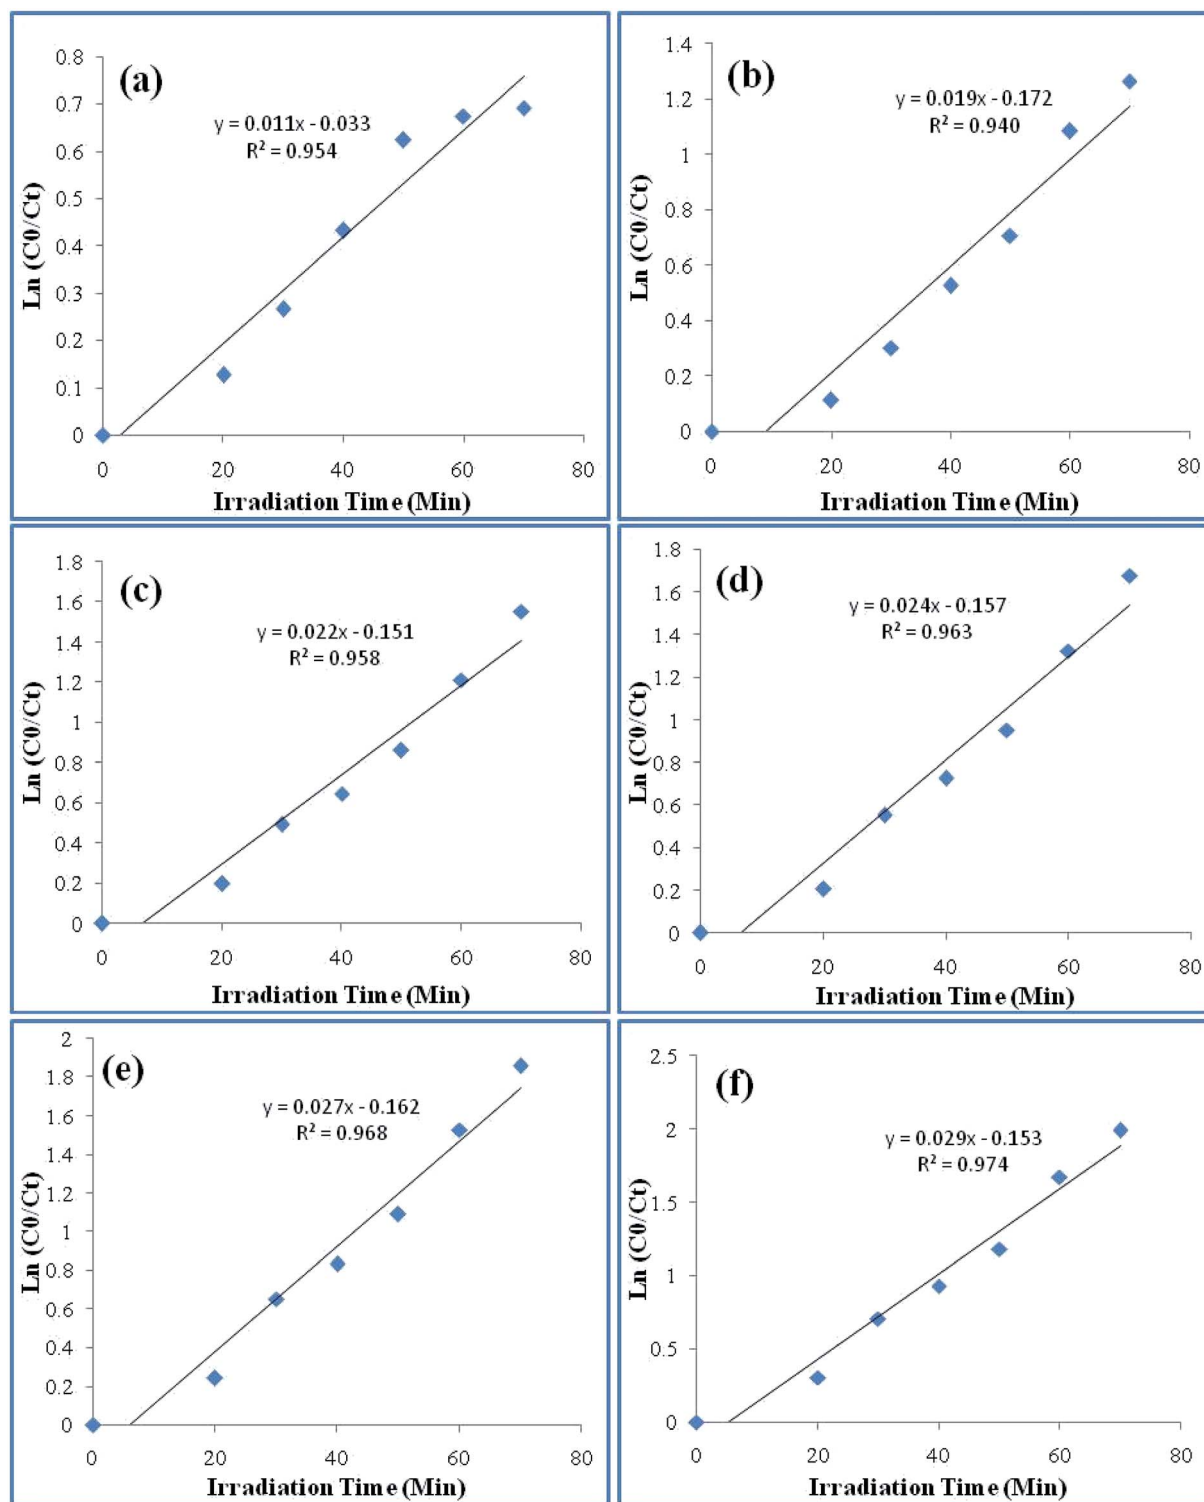 (a)
y = 0.011x - 0.033
R² = 0.954
Ln (C0/Ct)
0.8
0.7
0.6
0.5
0.4
0.3
0.2
0.1
0
0 20 40 60 80
Irradiation Time (Min)
(b)
y = 0.019x - 0.172
R² = 0.940
Ln (C0/Ct)
1.4
1.2
1
0.8
0.6
0.4
0.2
0
0 20 40 60 80
Irradiation Time (Min)
(c)
y = 0.022x - 0.151
R² = 0.958
Ln (C0/Ct)
1.8
1.6
1.4
1.2
1
0.8
0.6
0.4
0.2
0
0 20 40 60 80
Irradiation Time (Min)
(d)
y = 0.024x - 0.157
R² = 0.963
Ln (C0/Ct)
1.8
1.6
1.4
1.2
1
0.8
0.6
0.4
0.2
0
0 20 40 60 80
Irradiation Time (Min)
(e)
y = 0.027x - 0.162
R² = 0.968
Ln (C0/Ct)
2
1.8
1.6
1.4
1.2
1
0.8
0.6
0.4
0.2
0
0 20 40 60 80
Irradiation Time (Min)
(f)
y = 0.029x - 0.153
R² = 0.974
Ln (C0/Ct)
2.5
2
1.5
1
0.5
0
0 20 40 60 80
Irradiation Time (Min)